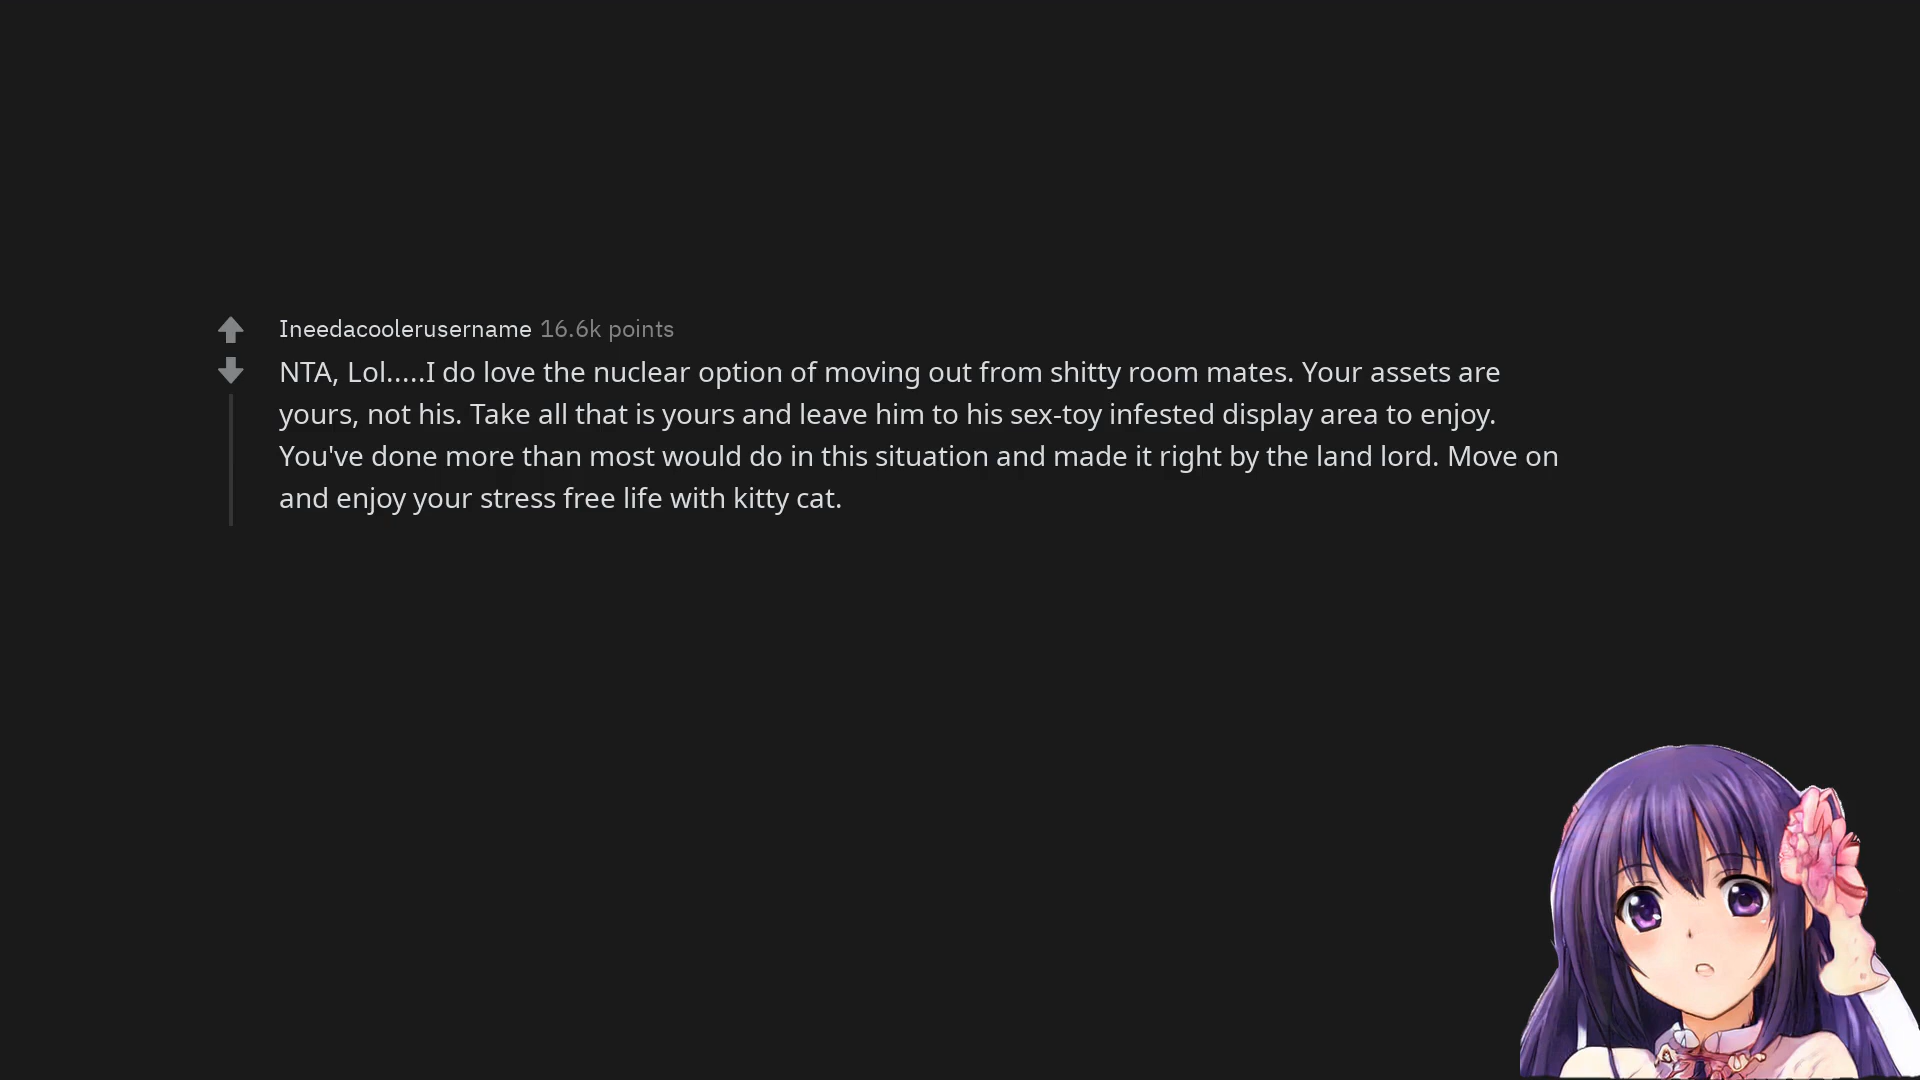 Ineedacoolerusername 16.6k points
NTA, Lol.....I do love the nuclear option of moving out from shitty room mates. Your assets are
yours, not his. Take all that is yours and leave him to his sex-toy infested display area to enjoy.
You've done more than most would do in this situation and made it right by the land lord. Move on
and enjoy your stress free life with kitty cat.